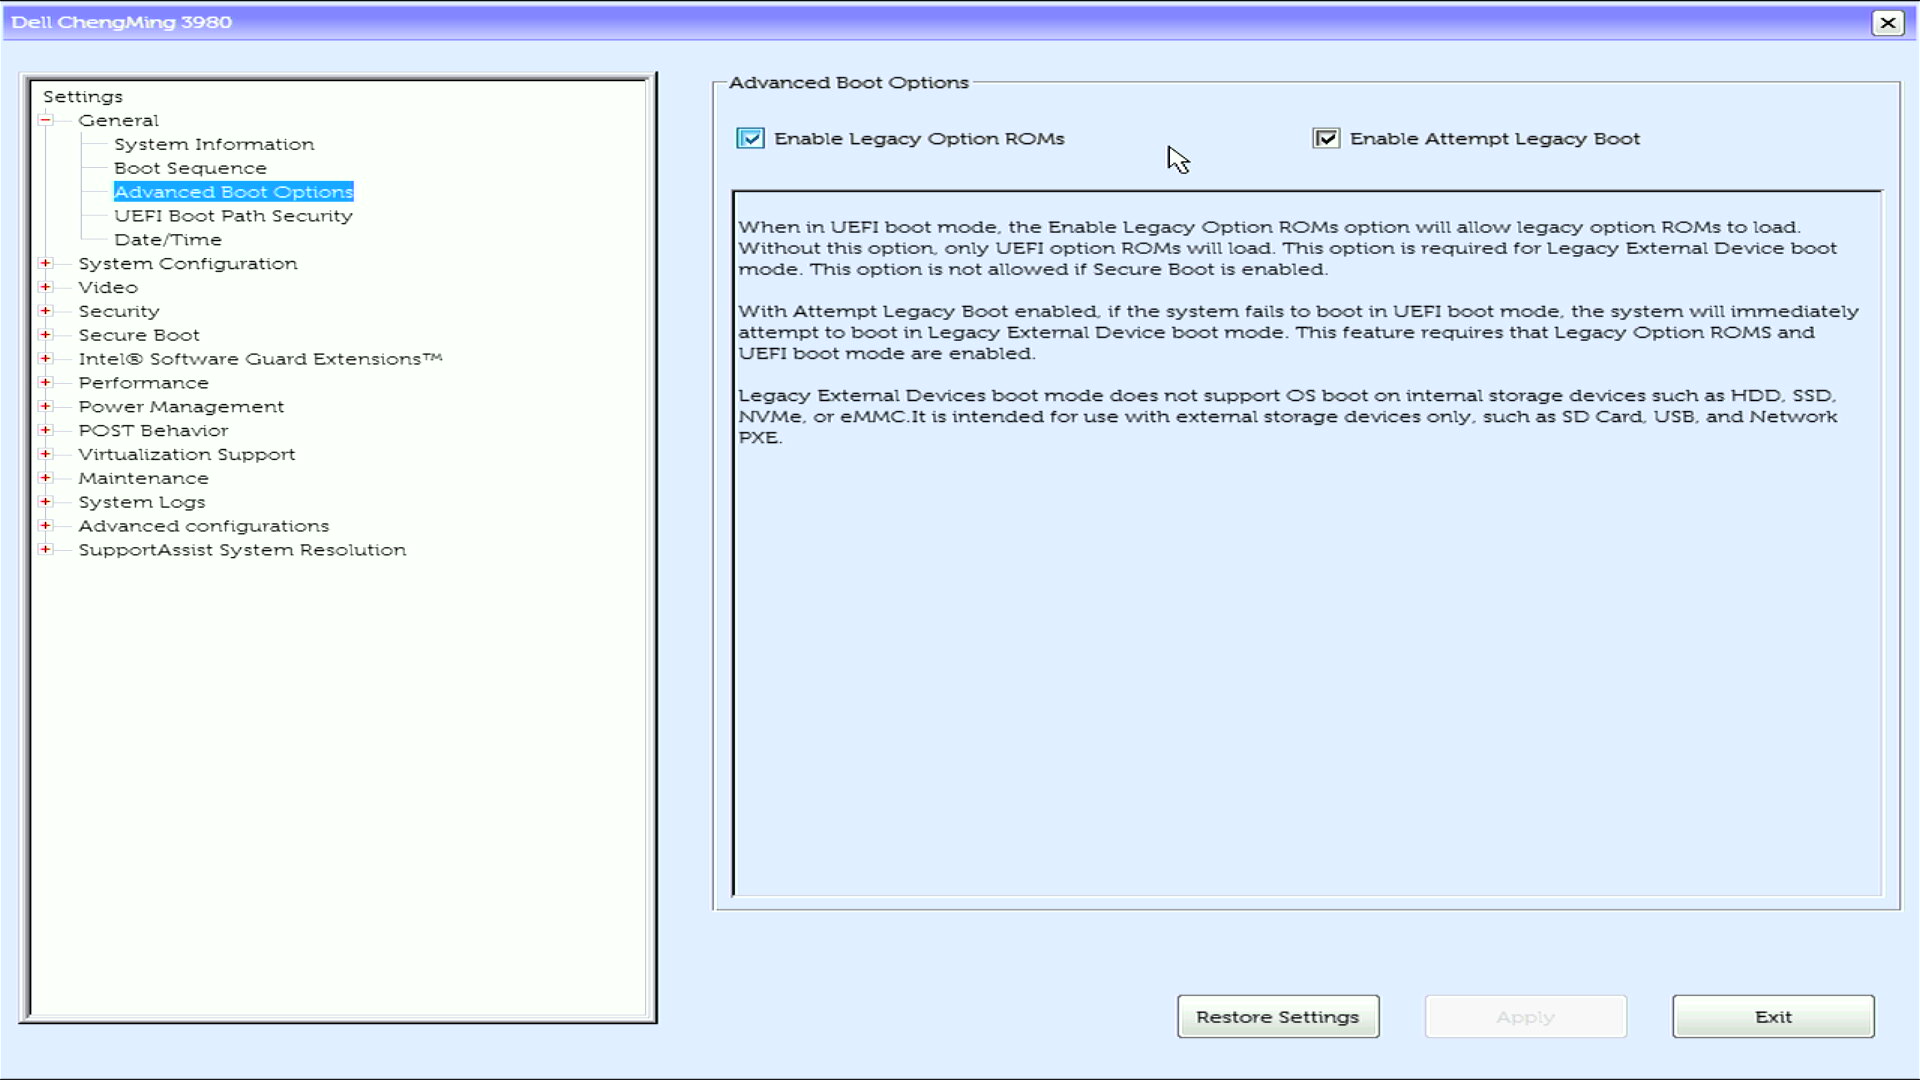 Dell ChengMing 3980
Settings
General
System Information
Boot Sequence
Advanced Boot Options
UEFI Boot Path Security
Date/Time
System Configuration
Video
Security
Secure Boot
Intel® Software Guard Extensions™
Performance
Power Management
POST Behavior
Virtualization Support
Maintenance
System Logs
Advanced configurations
SupportAssist System Resolution
Advanced Boot Options
Enable Legacy Option ROMs
Enable Attempt Legacy Boot
When in UEFI boot mode, the Enable Legacy Option ROMs option will allow legacy option ROMs to load.
Without this option, only UEFI option ROMs will load. This option is required for Legacy External Device boot
mode. This option is not allowed if Secure Boot is enabled.
With Attempt Legacy Boot enabled, if the system fails to boot in UEFI boot mode, the system will immediately
attempt to boot in Legacy External Device boot mode. This feature requires that Legacy Option ROMS and
UEFI boot mode are enabled.
Legacy External Devices boot mode does not support OS boot on internal storage devices such as HDD, SSD,
NVMe, or eMMC.It is intended for use with external storage devices only, such as SD Card, USB, and Network
PXE.
Restore Settings
Apply
Exit